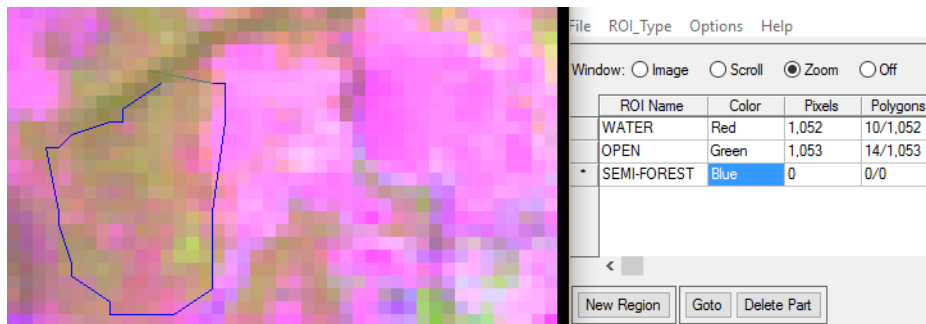 File ROI_Type Options Help
Window: Image Scroll Zoom Off
ROI Name Color Pixels Polygons
WATER Red 1,052 10/1,052
OPEN Green 1,053 14/1,053
* SEMI-FOREST Blue 0 0/0
<
New Region Goto Delete Part